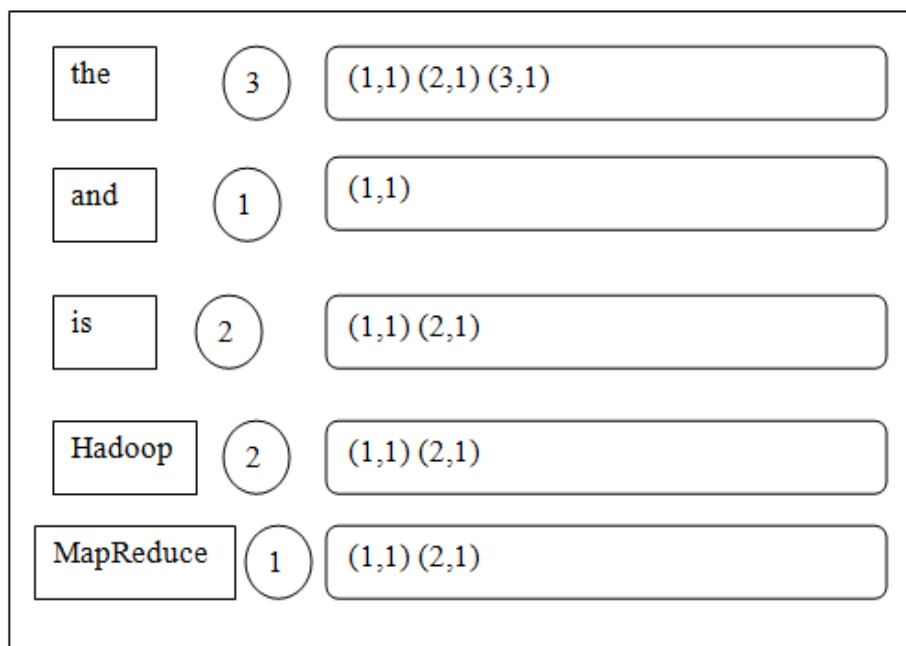 the 3 (1,1) (2,1) (3,1)
and 1 (1,1)
is 2 (1,1) (2,1)
Hadoop 2 (1,1) (2,1)
MapReduce 1 (1,1) (2,1)